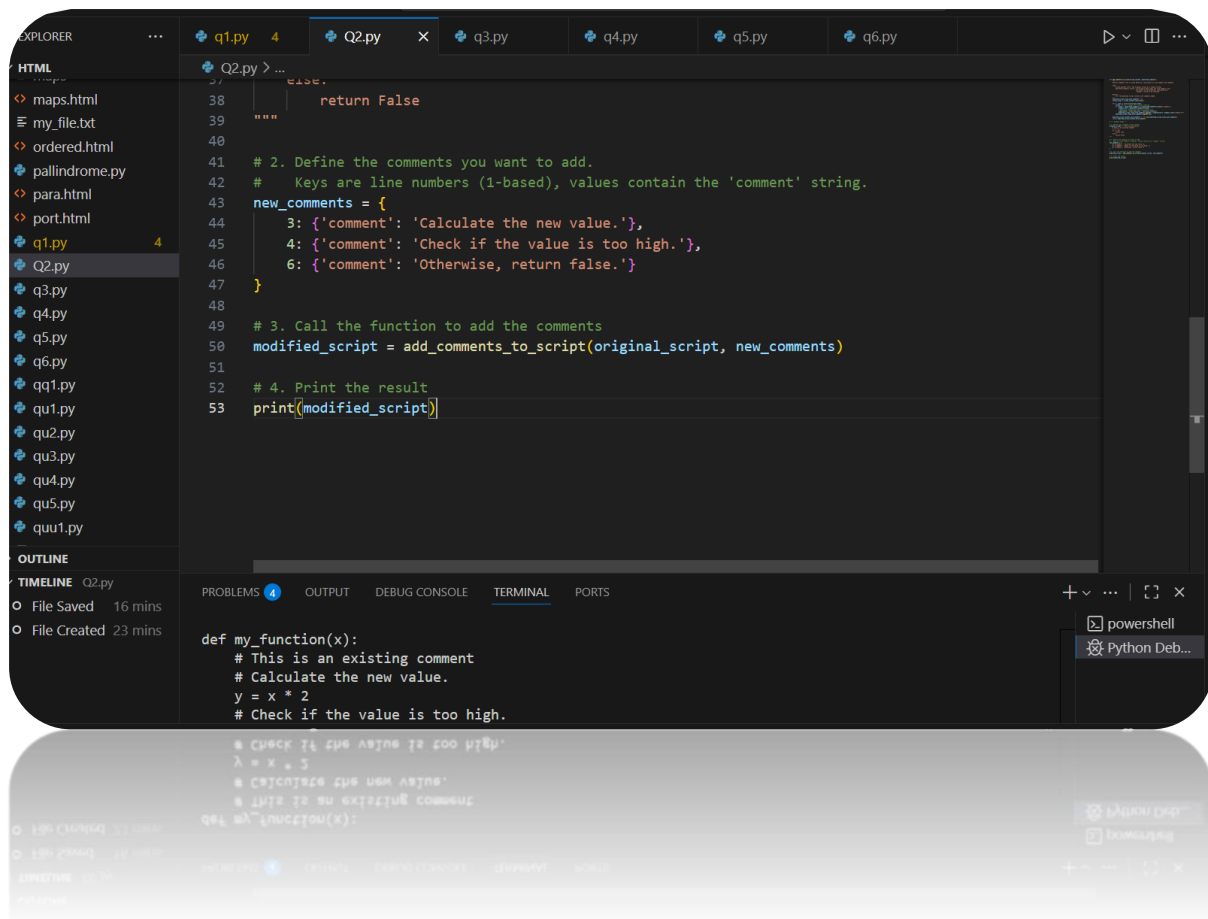 EXPLORER
HTML
maps.html
my_file.txt
ordered.html
pallindrome.py
para.html
port.html
q1.py 4
Q2.py
q3.py
q4.py
q5.py
q6.py
qq1.py
qu1.py
qu2.py
qu3.py
qu4.py
qu5.py
quu1.py
OUTLINE
TIMELINE Q2.py
File Saved 16 mins
File Created 23 mins
q1.py 4 Q2.py q3.py q4.py q5.py q6.py
Q2.py > ...
37 else:
38 return False
39 """
40
41 # 2. Define the comments you want to add.
42 # Keys are line numbers (1-based), values contain the 'comment' string.
43 new_comments = {
44 3: {'comment': 'Calculate the new value.'},
45 4: {'comment': 'Check if the value is too high.'},
46 6: {'comment': 'Otherwise, return false.'}
47 }
48
49 # 3. Call the function to add the comments
50 modified_script = add_comments_to_script(original_script, new_comments)
51
52 # 4. Print the result
53 print(modified_script)
PROBLEMS 4 OUTPUT DEBUG CONSOLE TERMINAL PORTS
def my_function(x):
# This is an existing comment
# Calculate the new value.
y = x * 2
# Check if the value is too high.
powershell
Python Deb...